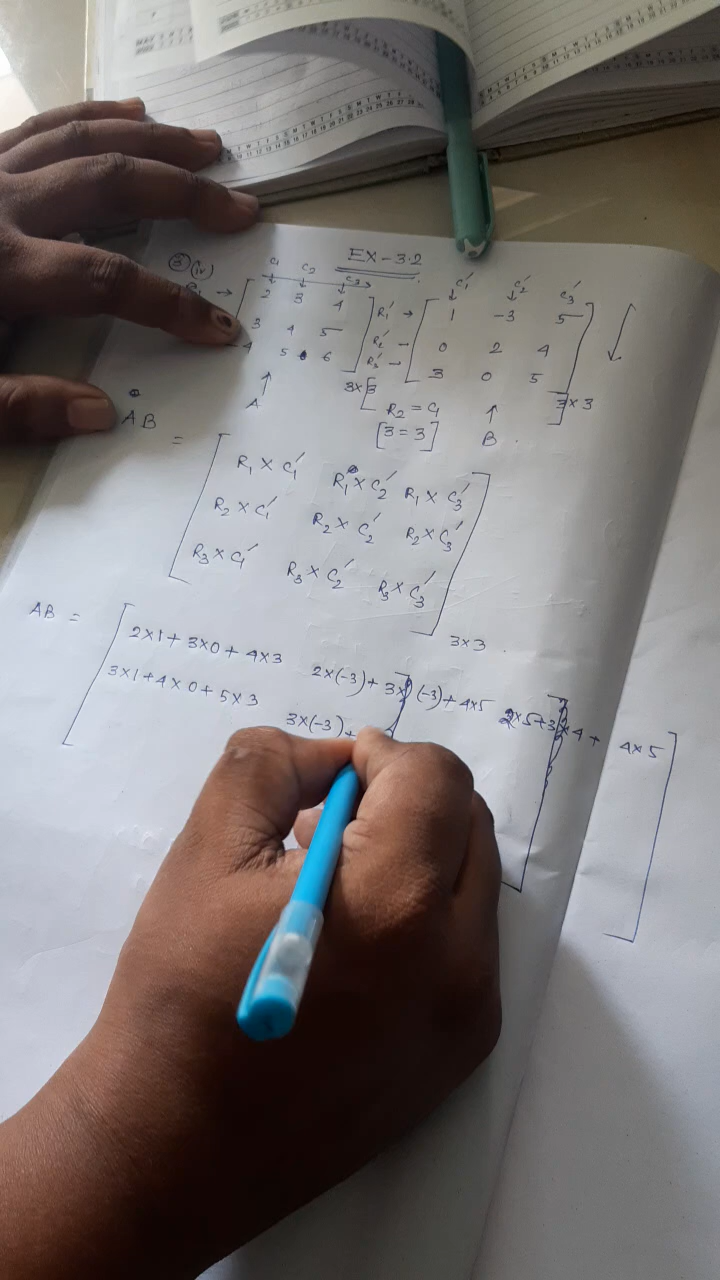 EX-3.2
③ (iv)
C₁ C₂ C₃ C₁′ C₂′ C₃′
R₁ → [ 2 3 4 ] R₁′ → [ 1 -3 5 ]
3 4 5 R₂′ → 0 2 4
4 5 6 R₃′ → 3 0 5
3×3 3×3
A R₂ = C₁ B
[3 = 3]
AB
= [ R₁ × C₁′ R₁ × C₂′ R₁ × C₃′
R₂ × C₁′ R₂ × C₂′ R₂ × C₃′
R₃ × C₁′ R₃ × C₂′ R₃ × C₃′ ] 3×3
AB = [ 2×1 + 3×0 + 4×3 2×(-3) + 3× (-3) + 4×5 2×5 + 3×4 + 4×5 ]
3×1 + 4×0 + 5×3 3×(-3) +